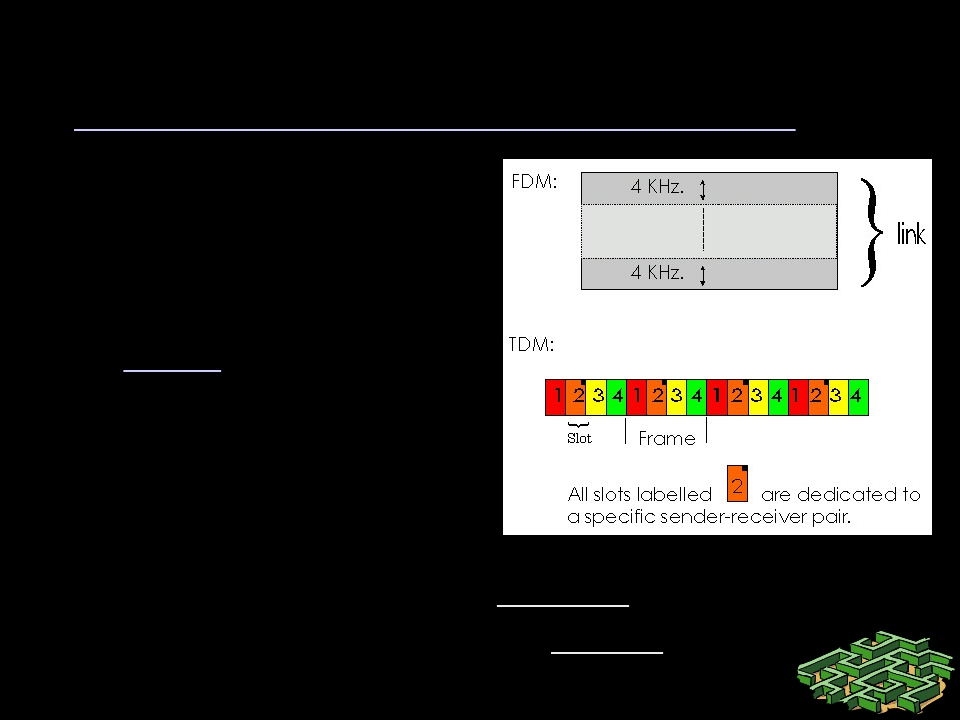 FDM:
4 KHz.
link
4 KHz.
TDM:
1 2 3 4 1 2 3 4 1 2 3 4 1 2 3 4
Slot
Frame
All slots labelled 2 are dedicated to
a specific sender-receiver pair.